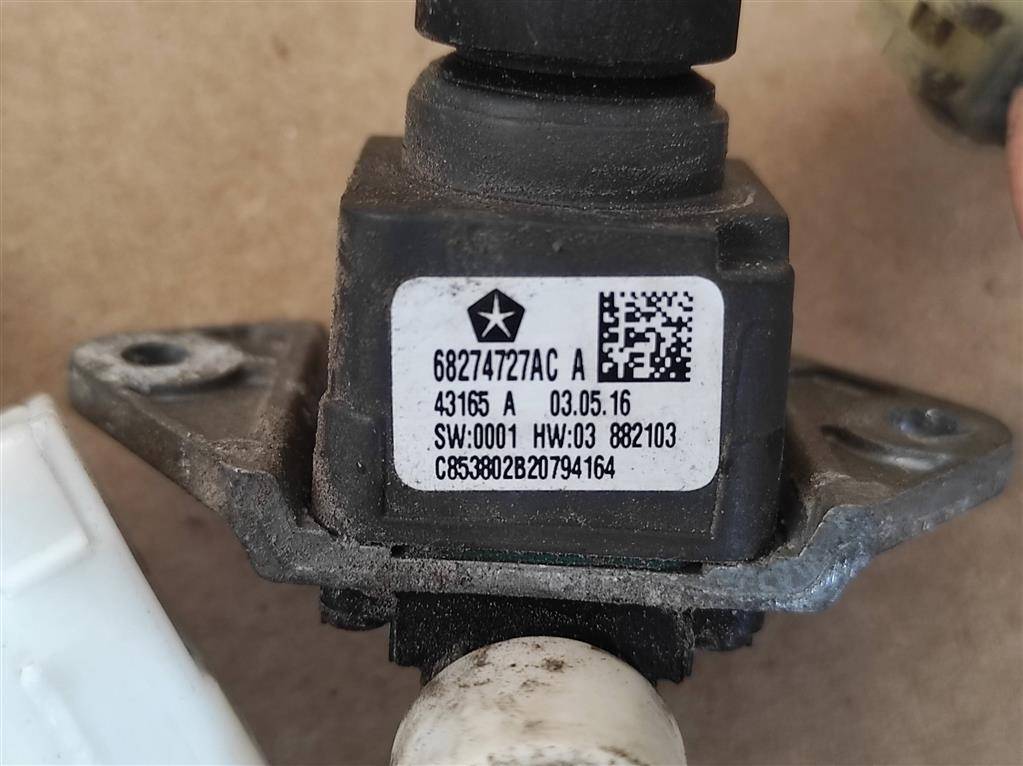 68274727AC A
43165 A 03.05.16
SW:0001 HW:03 882103
C853802B20794164